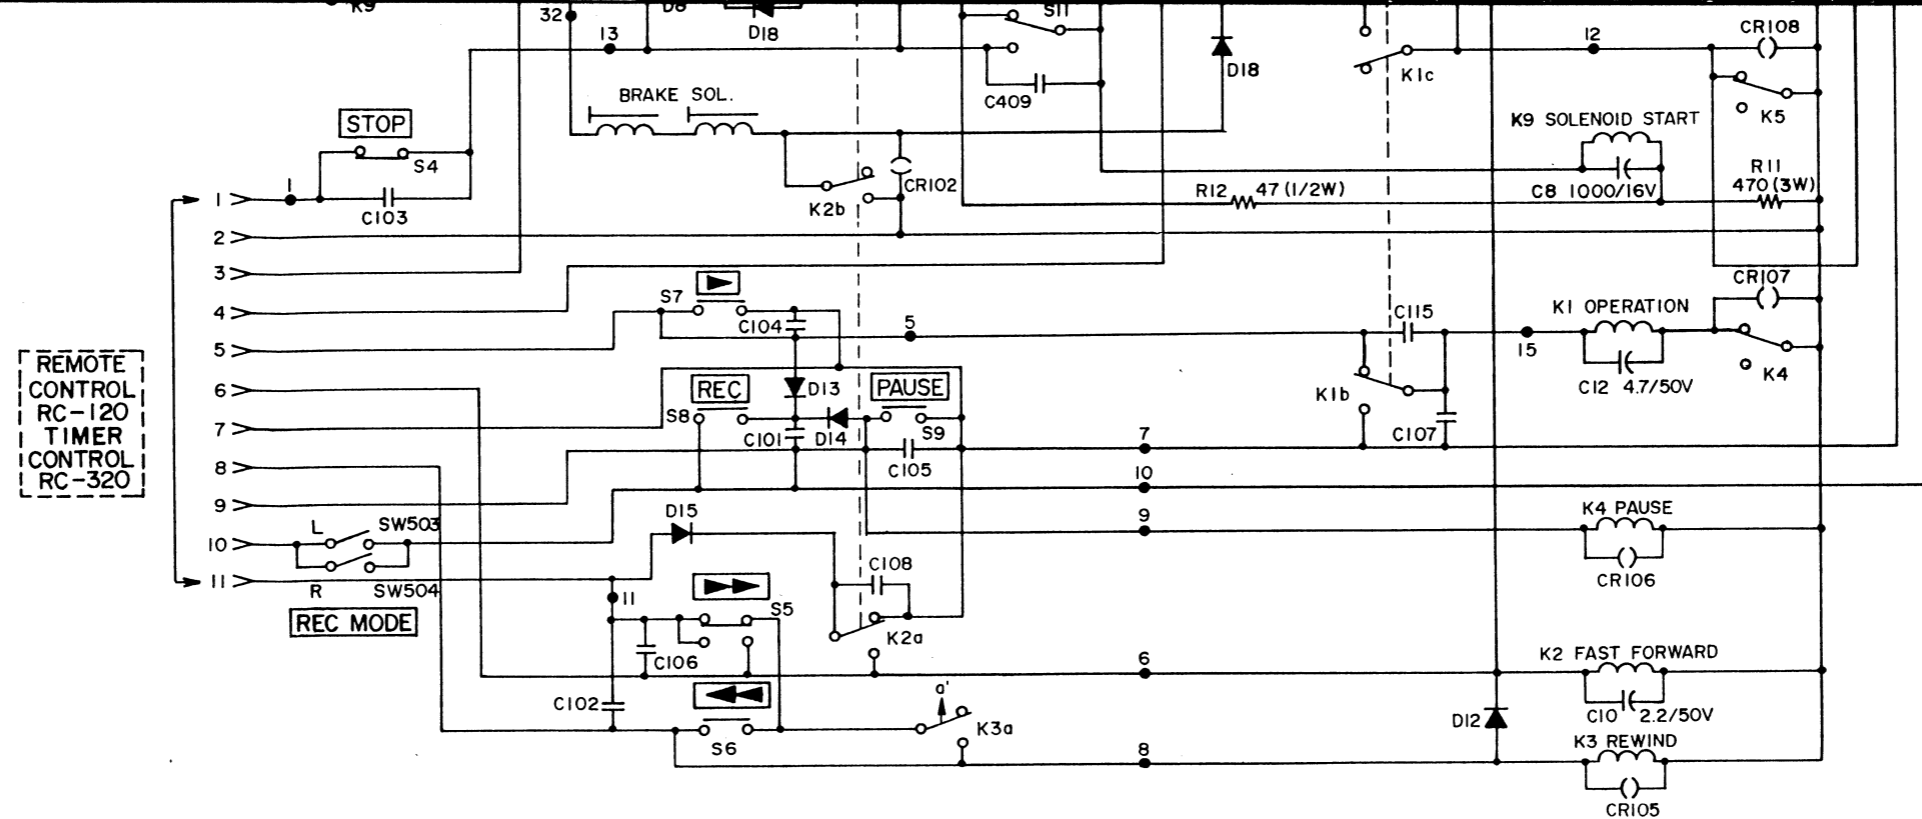 K9
32
D8
D18
S11
13
C409
D18
K1c
12
CR108
K5
BRAKE SOL.
STOP
S4
C103
K2b
CR102
K9 SOLENOID START
C8 1000/16V
R12 47 (1/2W)
R11
470 (3W)
1
1
2
3
4
5
6
7
8
9
10
11
REMOTE
CONTROL
RC-120
TIMER
CONTROL
RC-320
S7
C104
5
C115
15
K1 OPERATION
C12 4.7/50V
CR107
K4
REC
S8
D13
C101
D14
PAUSE
S9
C105
K1b
C107
7
10
9
L
SW503
R
SW504
REC MODE
D15
C108
K2a
K4 PAUSE
CR106
11
S5
C106
6
K2 FAST FORWARD
C10 2.2/50V
C102
S6
a'
K3a
D12
8
K3 REWIND
CR105